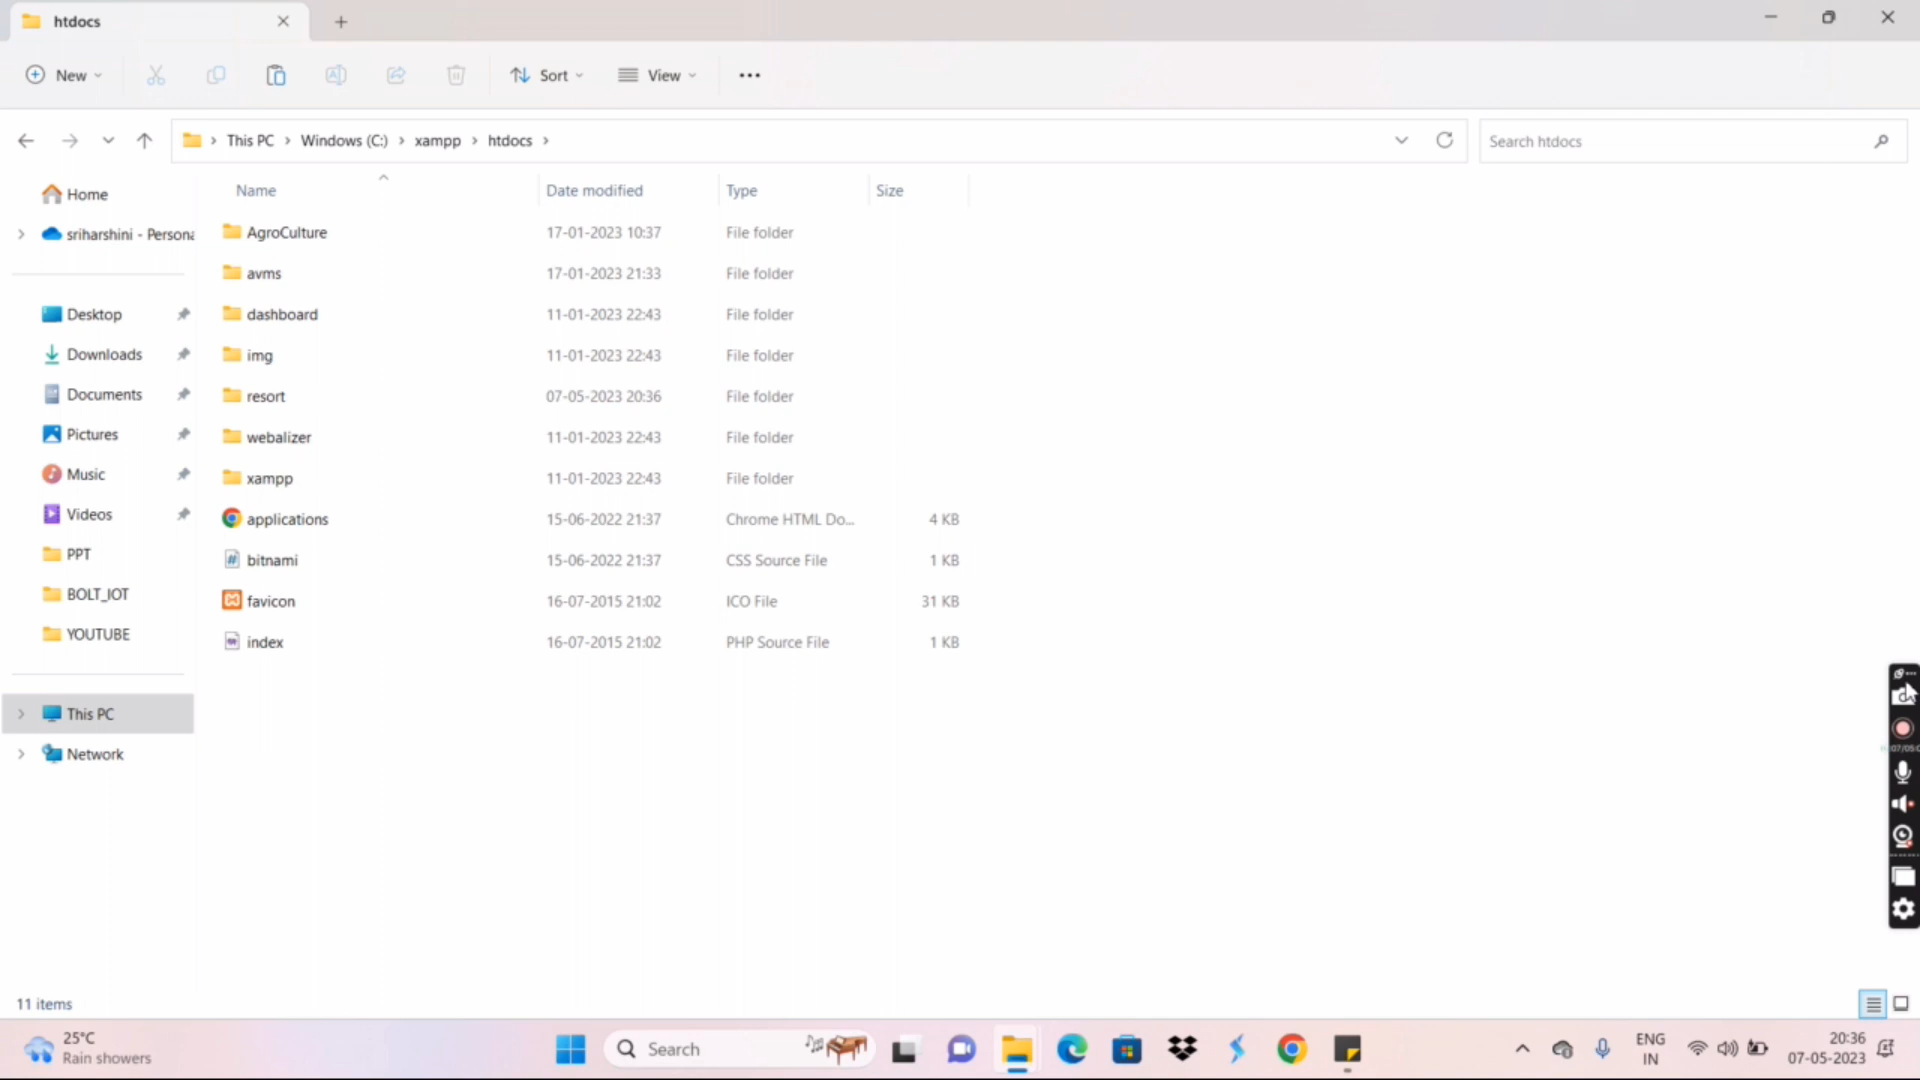 htdocs
New
Sort
View
This PC
Windows (C:)
xampp
htdocs
Search htdocs
Name
Date modified
Type
Size
Home
sriharshini - Persona
Desktop
Downloads
Documents
Pictures
Music
Videos
PPT
BOLT_IOT
YOUTUBE
This PC
Network
AgroCulture 17-01-2023 10:37 File folder
avms 17-01-2023 21:33 File folder
dashboard 11-01-2023 22:43 File folder
img 11-01-2023 22:43 File folder
resort 07-05-2023 20:36 File folder
webalizer 11-01-2023 22:43 File folder
xampp 11-01-2023 22:43 File folder
applications 15-06-2022 21:37 Chrome HTML Do... 4 KB
bitnami 15-06-2022 21:37 CSS Source File 1 KB
favicon 16-07-2015 21:02 ICO File 31 KB
index 16-07-2015 21:02 PHP Source File 1 KB
11 items
25°C
Rain showers
Search
ENG
IN
20:36
07-05-2023